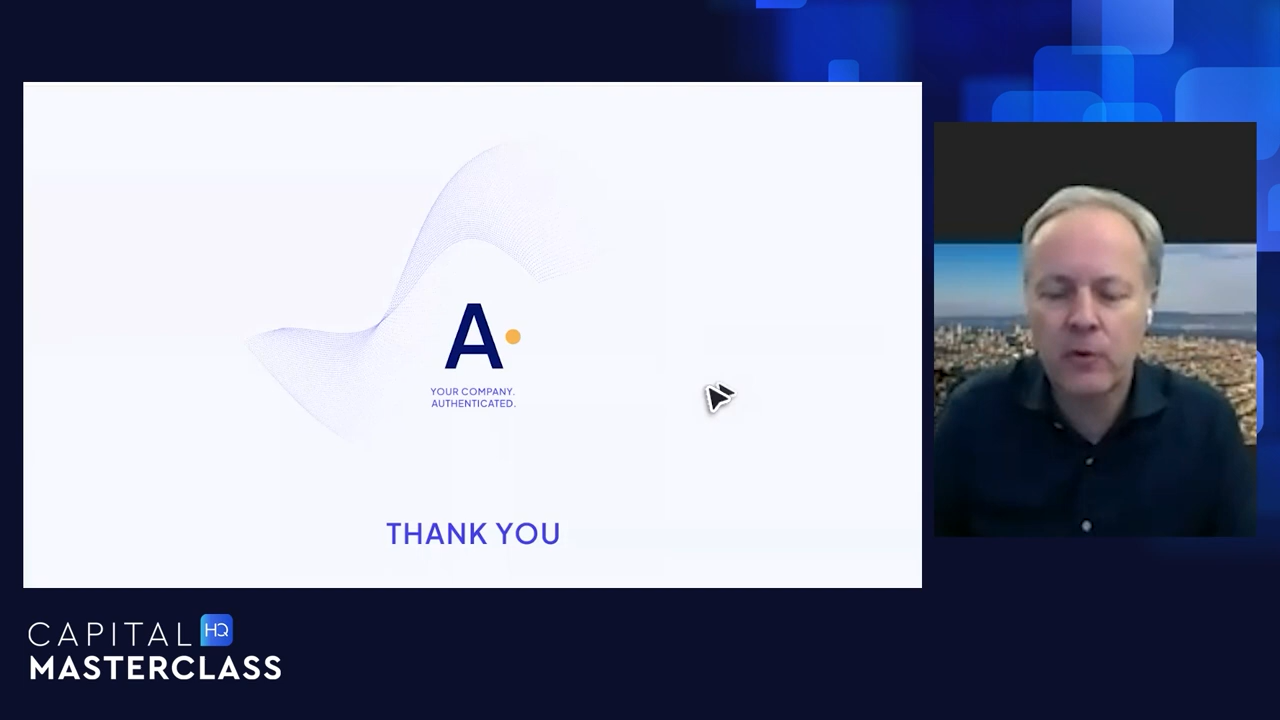 A
YOUR COMPANY.
AUTHENTICATED.
THANK YOU
CAPITAL HQ
MASTERCLASS